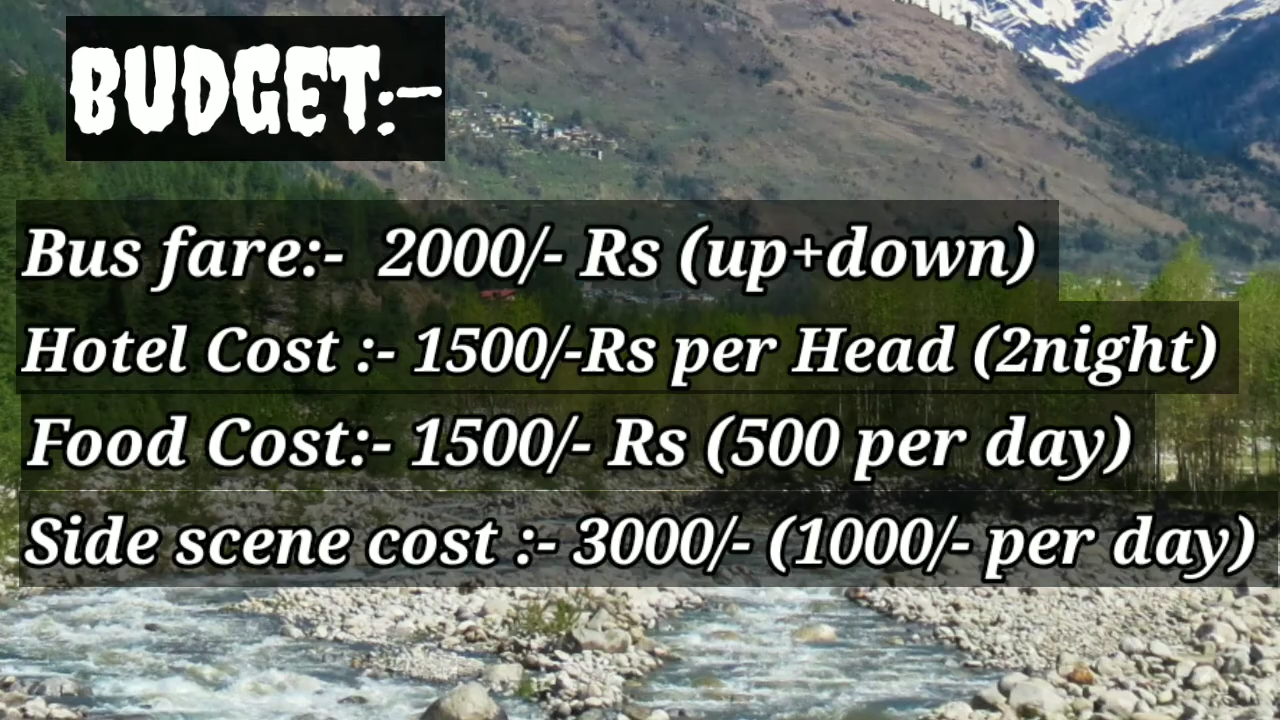 BUDGET:-
Bus fare:- 2000/- Rs (up+down)
Hotel Cost :- 1500/-Rs per Head (2night)
Food Cost:- 1500/- Rs (500 per day)
Side scene cost :- 3000/- (1000/- per day)